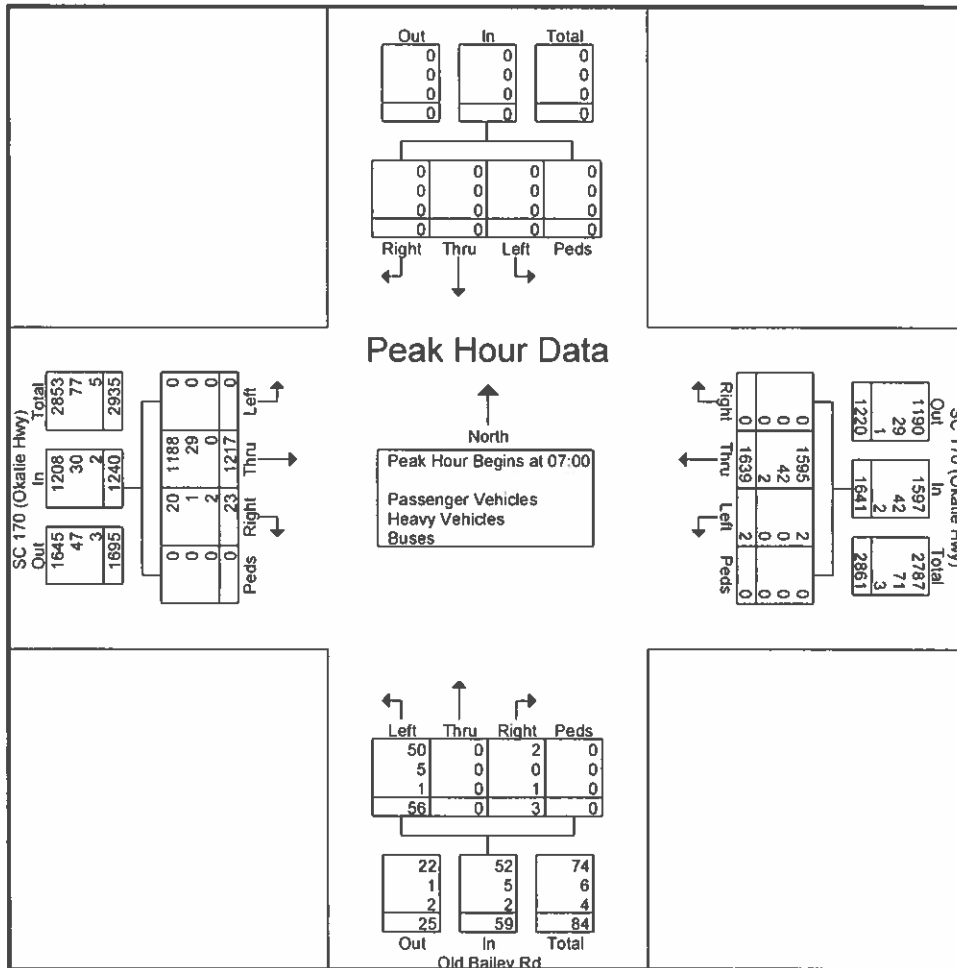 Out In Total
0 0 0
0 0 0
0 0 0
0 0 0
0 0 0 0
0 0 0 0
0 0 0 0
0 0 0 0
Right Thru Left Peds
Peak Hour Data
North
Peak Hour Begins at 07:00
Passenger Vehicles
Heavy Vehicles
Buses
SC 170 (Okatie Hwy)
Out In Total
1645 1208 2853
47 30 77
3 2 5
1695 1240 2935
Peds Right Thru Left
0 20 1188 0
0 1 29 0
0 2 0 0
0 23 1217 0
SC 170 (Okatie Hwy)
Out In Total
1190 1597 2787
29 42 71
1 2 3
1220 1641 2861
Right Thru Left Peds
0 1595 2 0
0 42 0 0
0 2 0 0
0 1639 2 0
Left Thru Right Peds
50 0 2 0
5 0 0 0
1 0 1 0
56 0 3 0
22 52 74
1 5 6
2 2 4
25 59 84
Out In Total
Old Bailey Rd